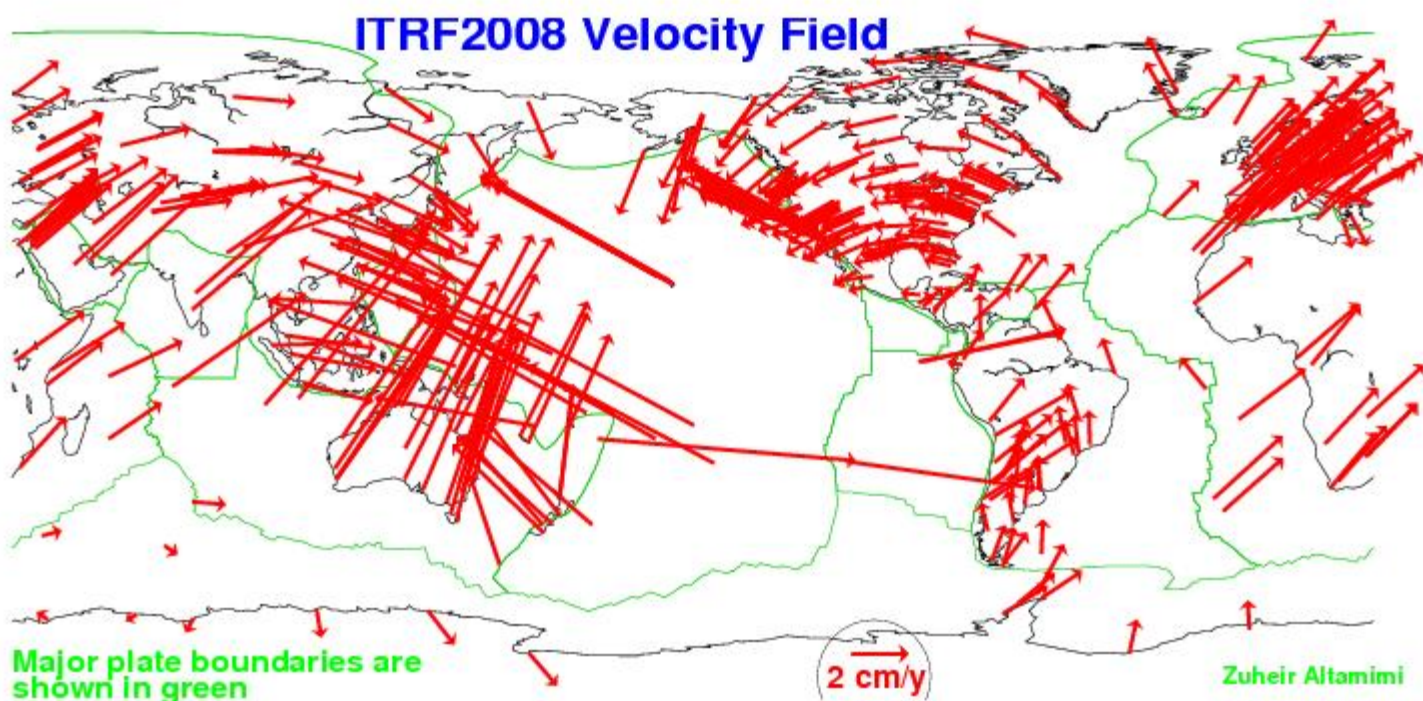 ITRF2008 Velocity Field
Major plate boundaries are
shown in green
2 cm/y
Zuheir Altamimi